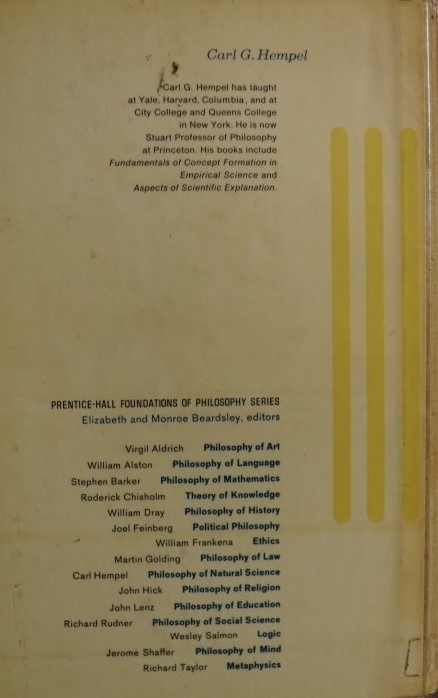 Carl G. Hempel
Carl G. Hempel has taught
at Yale, Harvard, Columbia, and at
City College and Queens College
in New York. He is now
Stuart Professor of Philosophy
at Princeton. His books include
Fundamentals of Concept Formation in
Empirical Science and
Aspects of Scientific Explanation.
PRENTICE-HALL FOUNDATIONS OF PHILOSOPHY SERIES
Elizabeth and Monroe Beardsley, editors
Virgil Aldrich Philosophy of Art
William Alston Philosophy of Language
Stephen Barker Philosophy of Mathematics
Roderick Chisholm Theory of Knowledge
William Dray Philosophy of History
Joel Feinberg Political Philosophy
William Frankena Ethics
Martin Golding Philosophy of Law
Carl Hempel Philosophy of Natural Science
John Hick Philosophy of Religion
John Lenz Philosophy of Education
Richard Rudner Philosophy of Social Science
Wesley Salmon Logic
Jerome Shaffer Philosophy of Mind
Richard Taylor Metaphysics